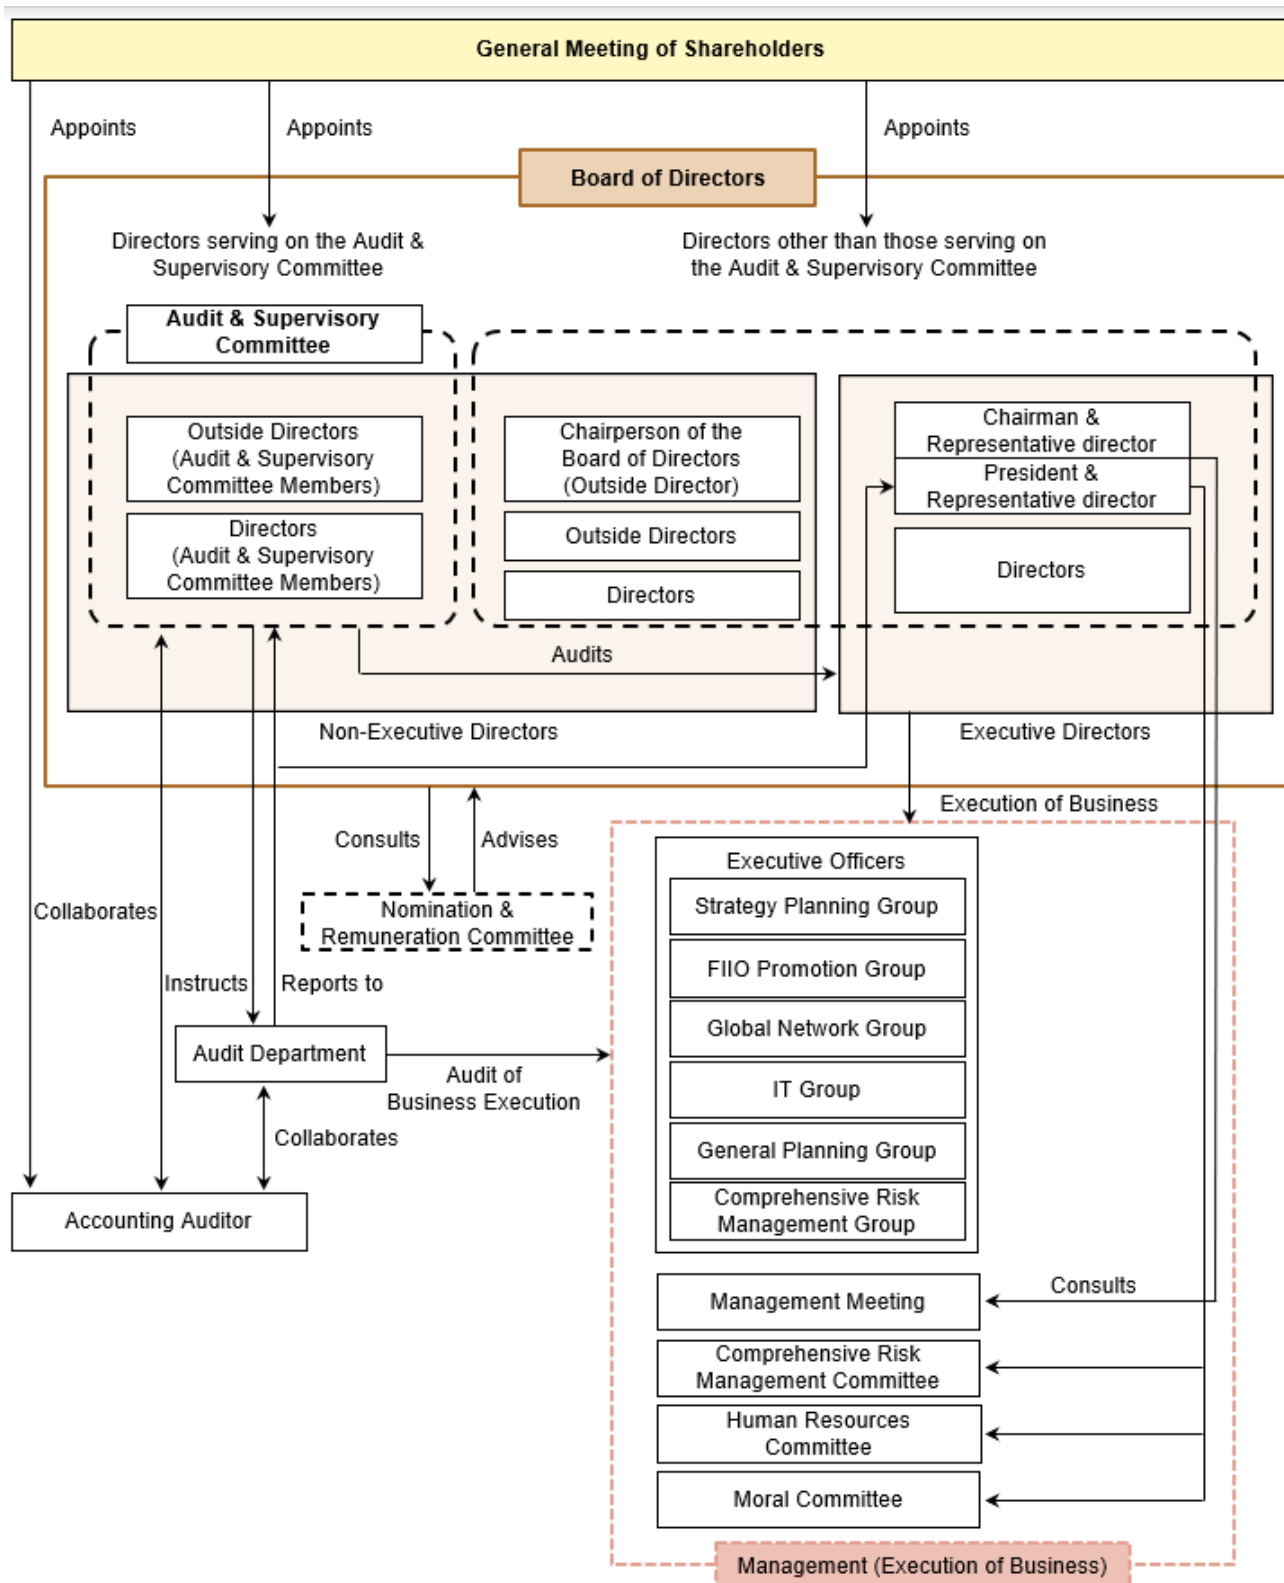 General Meeting of Shareholders
Appoints
Appoints
Appoints
Board of Directors
Directors serving on the Audit &
Supervisory Committee
Directors other than those serving on
the Audit & Supervisory Committee
Audit & Supervisory
Committee
Outside Directors
(Audit & Supervisory
Committee Members)
Directors
(Audit & Supervisory
Committee Members)
Chairperson of the
Board of Directors
(Outside Director)
Outside Directors
Directors
Chairman &
Representative director
President &
Representative director
Directors
Audits
Non-Executive Directors
Executive Directors
Execution of Business
Consults
Advises
Nomination &
Remuneration Committee
Collaborates
Instructs
Reports to
Audit Department
Audit of
Business Execution
Collaborates
Accounting Auditor
Executive Officers
Strategy Planning Group
FIIO Promotion Group
Global Network Group
IT Group
General Planning Group
Comprehensive Risk
Management Group
Management Meeting
Consults
Comprehensive Risk
Management Committee
Human Resources
Committee
Moral Committee
Management (Execution of Business)